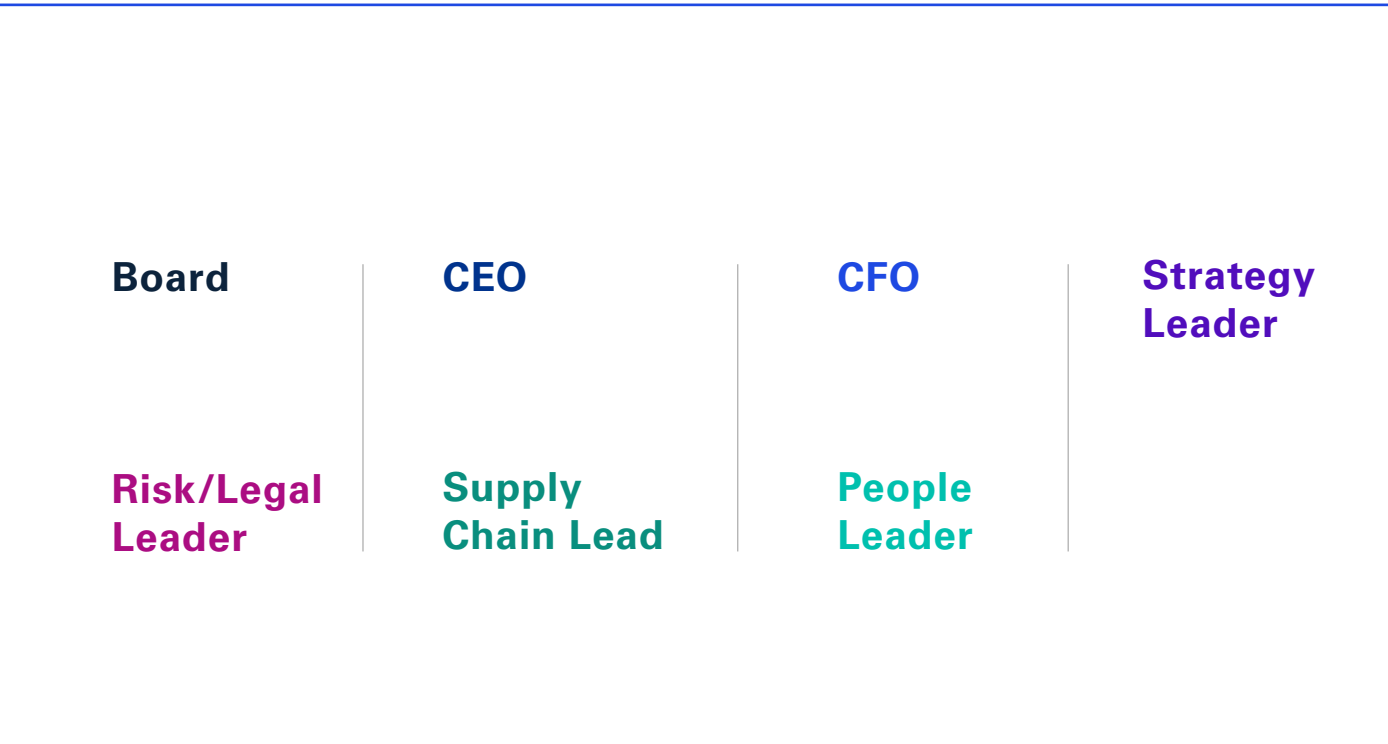 Board
CEO
CFO
Strategy
Leader
Risk/Legal
Leader
Supply
Chain Lead
People
Leader